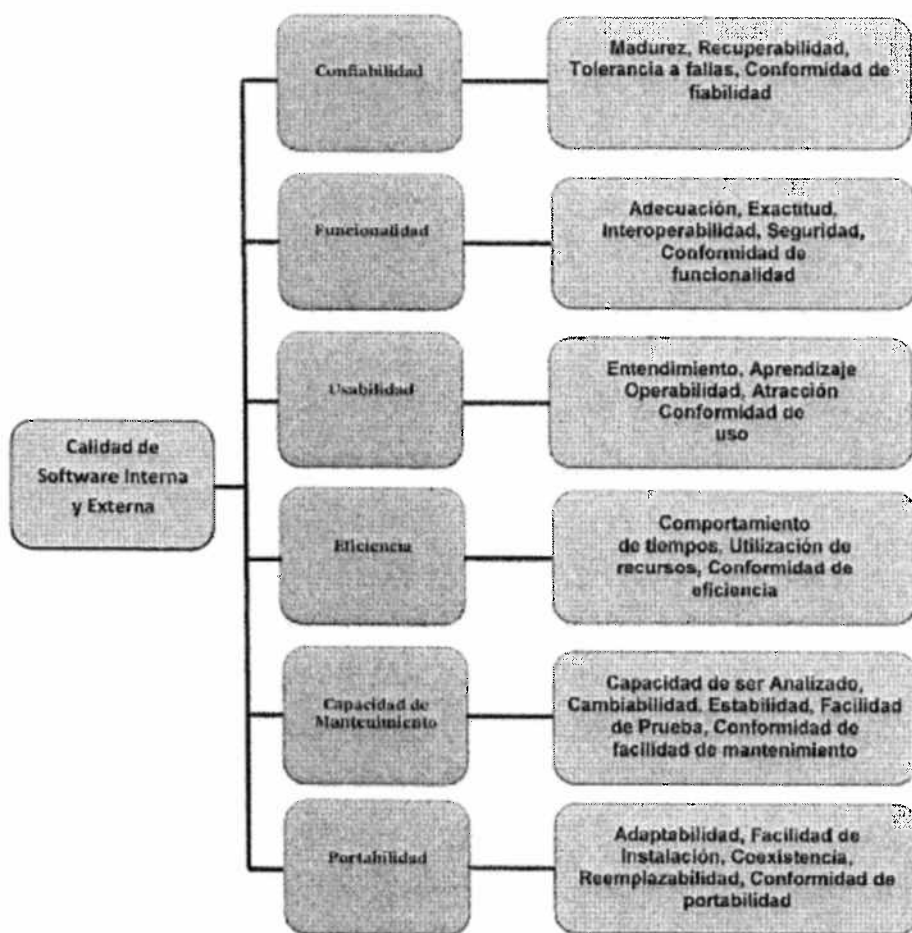 Confiabilidad
Madurez, Recuperabilidad,
Tolerancia a fallas, Conformidad de
fiabilidad
Funcionalidad
Adecuación, Exactitud,
Interoperabilidad, Seguridad,
Conformidad de
funcionalidad
Usabilidad
Entendimiento, Aprendizaje
Operabilidad, Atracción
Conformidad de
uso
Calidad de
Software Interna
y Externa
Eficiencia
Comportamiento
de tiempos, Utilización de
recursos, Conformidad de
eficiencia
Capacidad de
Mantenimiento
Capacidad de ser Analizado,
Cambiabilidad, Estabilidad, Facilidad
de Prueba, Conformidad de
facilidad de mantenimiento
Portabilidad
Adaptabilidad, Facilidad de
Instalación, Coexistencia,
Reemplazabilidad, Conformidad de
portabilidad